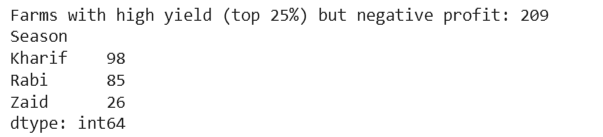 Farms with high yield (top 25%) but negative profit: 209
Season
Kharif    98
Rabi      85
Zaid      26
dtype: int64